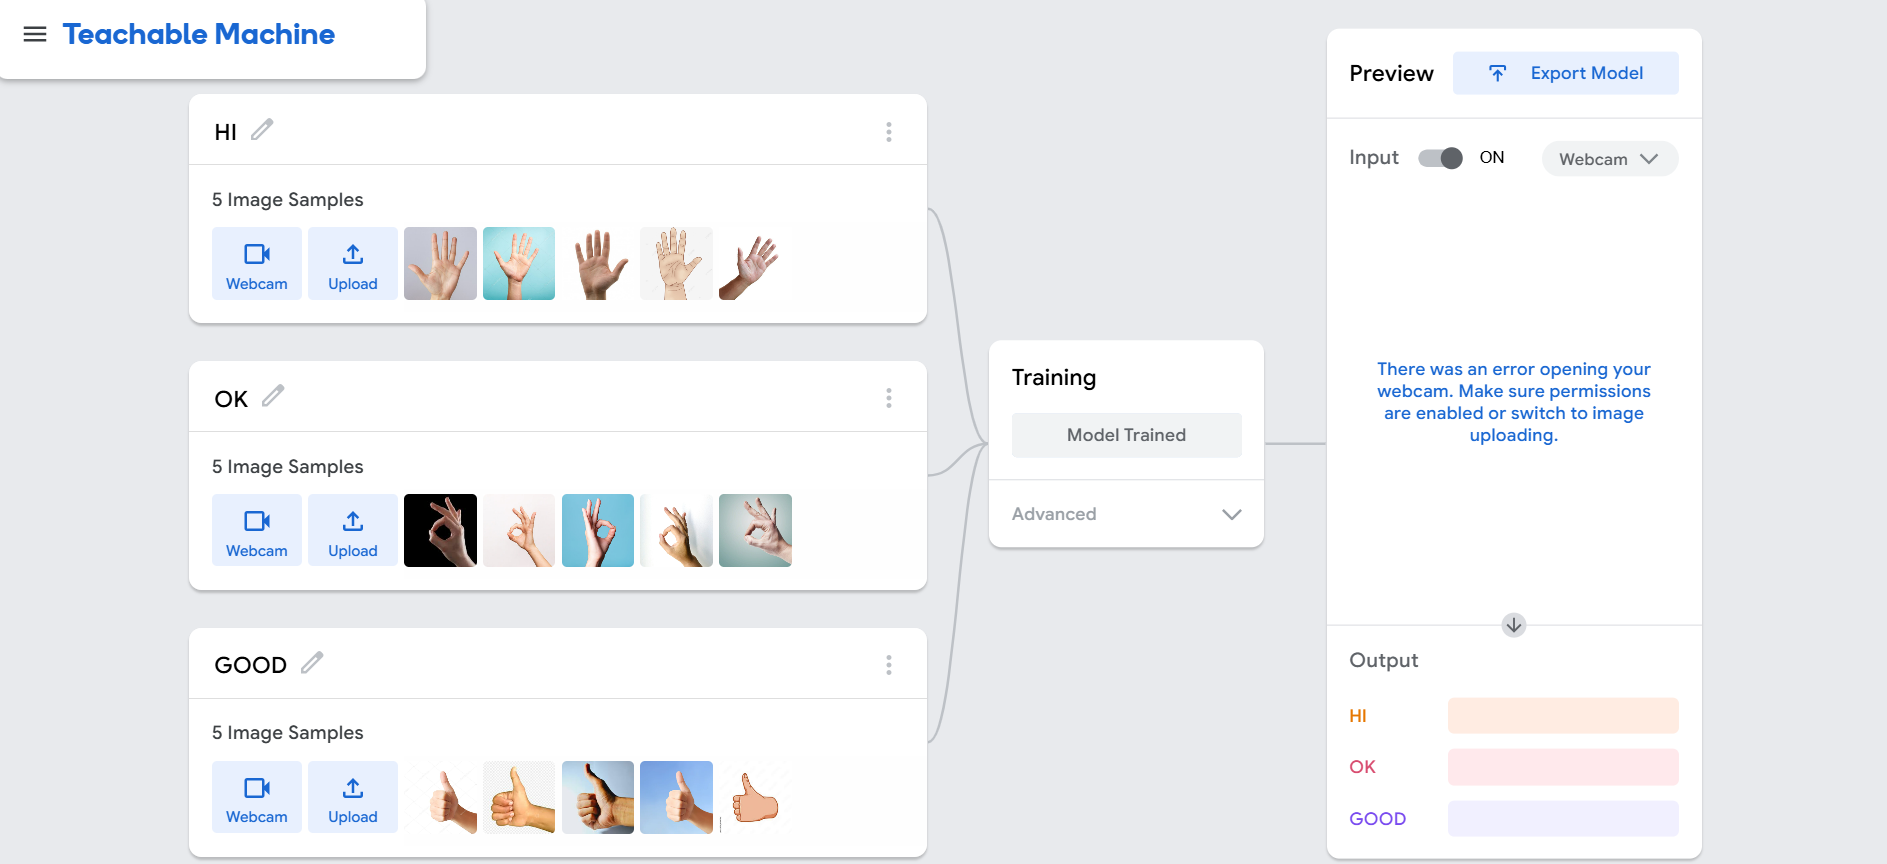 Teachable Machine
HI
5 Image Samples
Webcam
Upload
OK
5 Image Samples
Webcam
Upload
GOOD
5 Image Samples
Webcam
Upload
Training
Model Trained
Advanced
Preview
Export Model
Input
ON
Webcam
There was an error opening your
webcam. Make sure permissions
are enabled or switch to image
uploading.
Output
HI
OK
GOOD